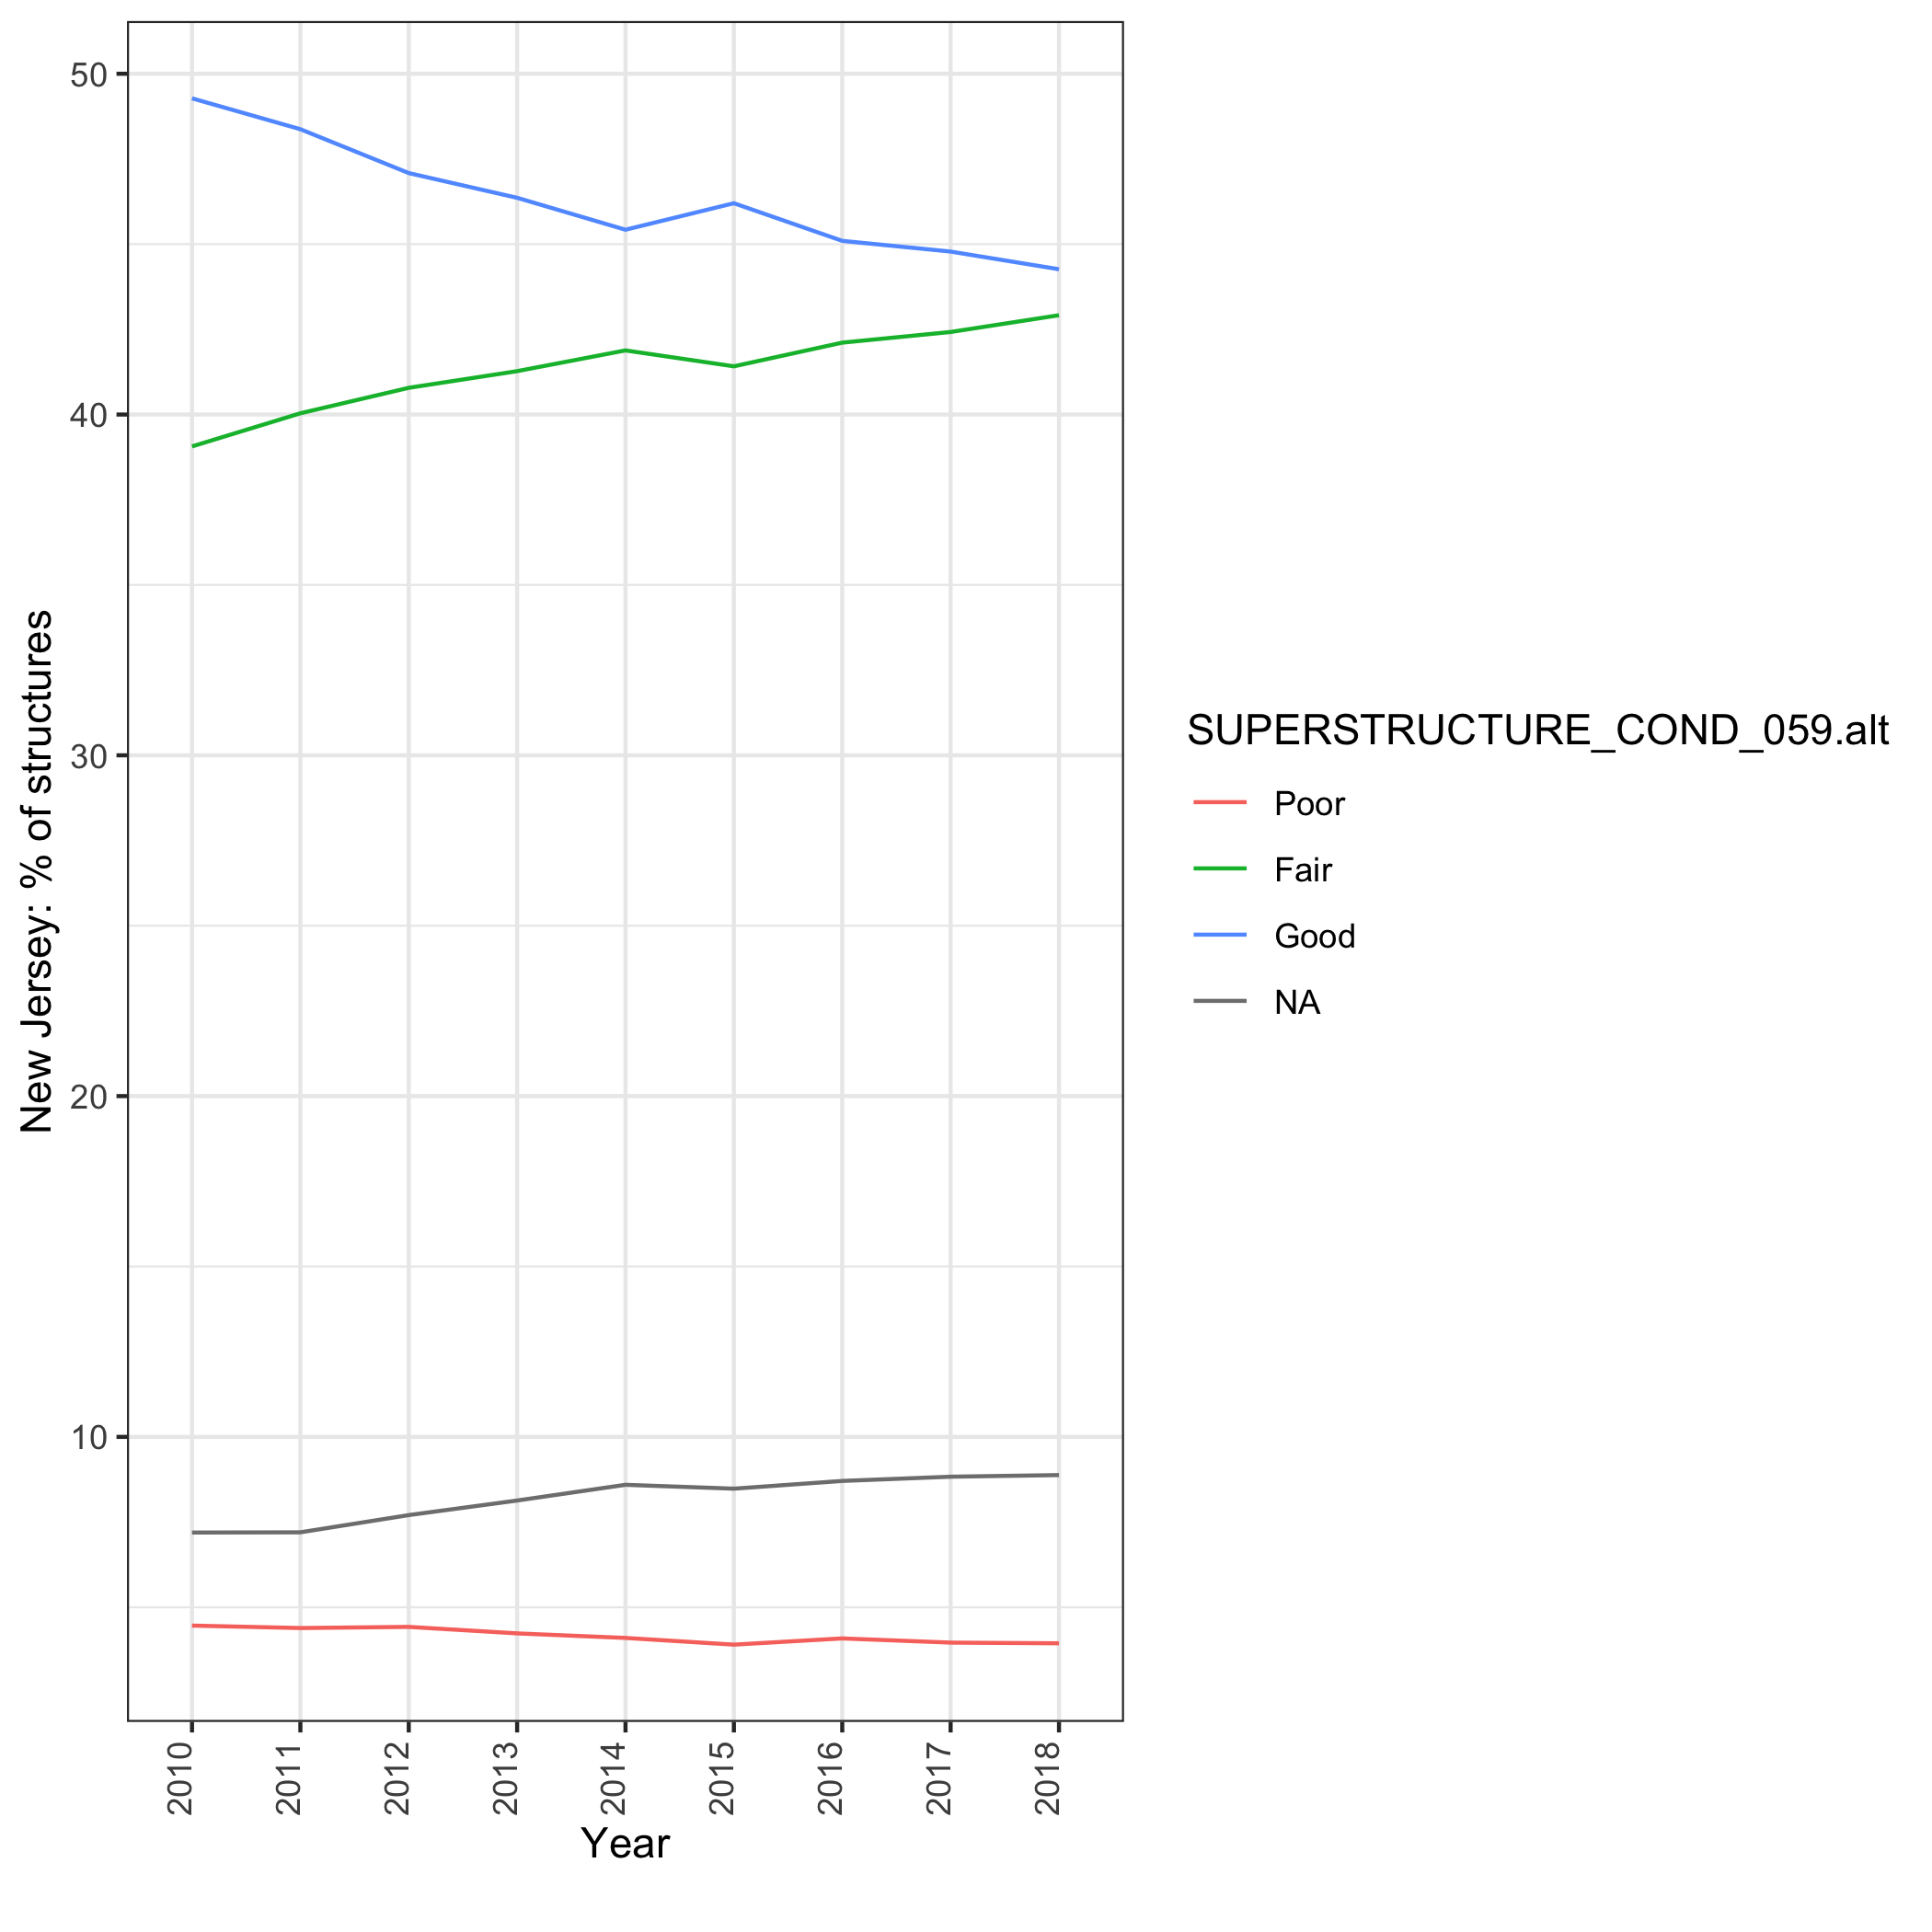 New Jersey: % of structures
50
40
30
20
10
2010
2011
2012
2013
2014
2015
2016
2017
2018
Year
SUPERSTRUCTURE_COND_059.alt
Poor
Fair
Good
NA